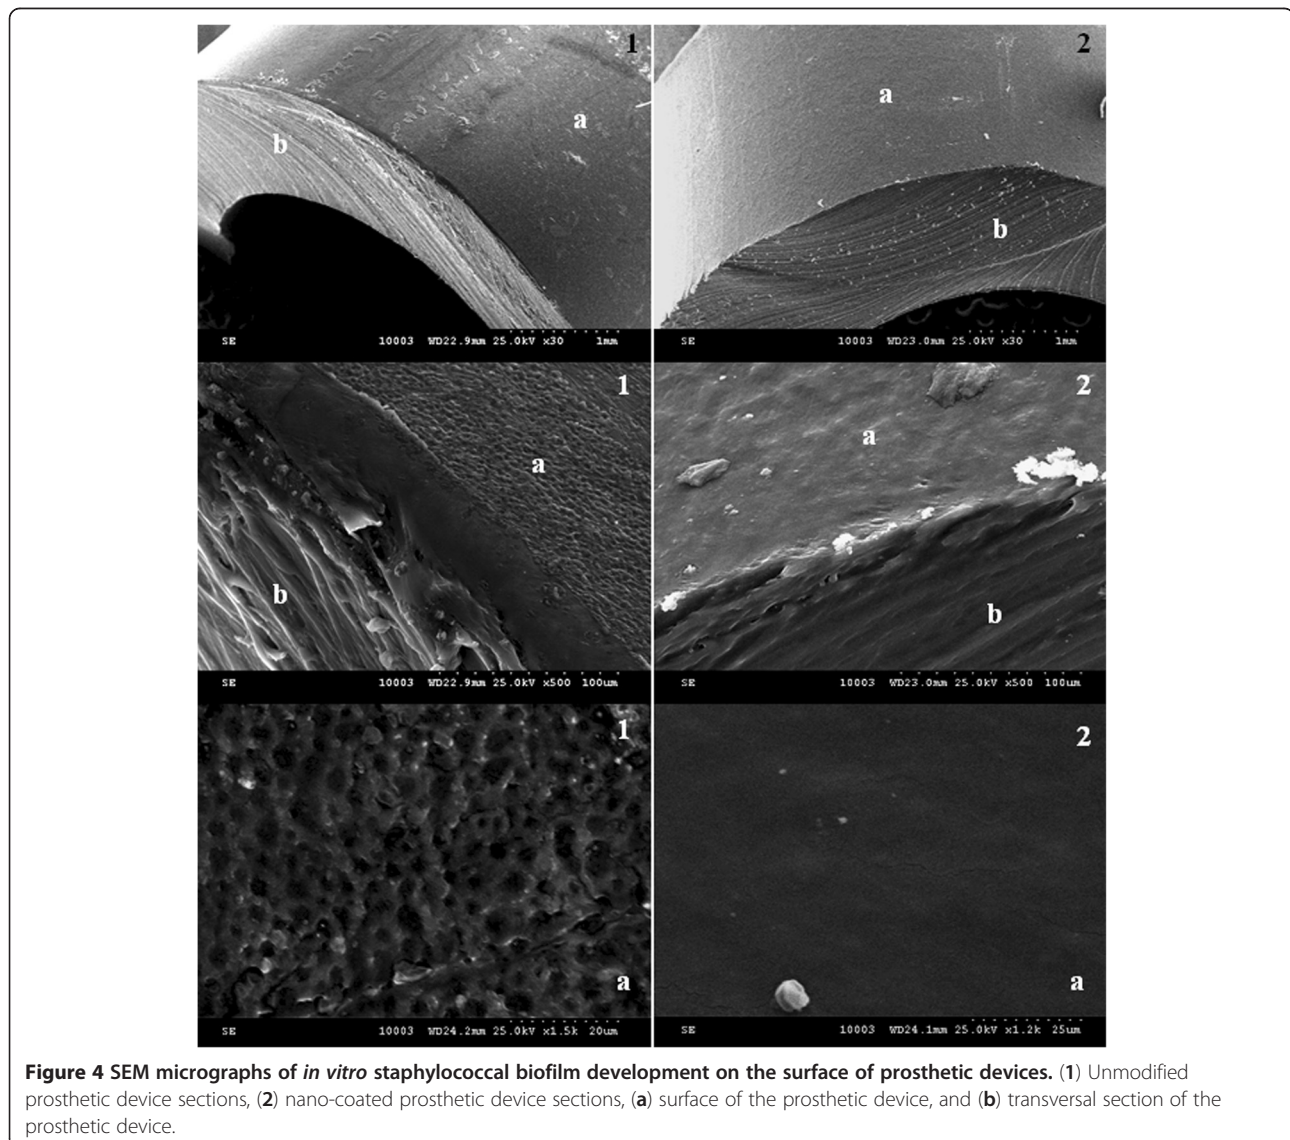 1
a
b
SE 10003 WD22.9mm 25.0kV x30 1mm
2
a
b
SE 10003 WD23.0mm 25.0kV x30 1mm
1
a
b
SE 10003 WD22.9mm 25.0kV x500 100um
2
a
b
SE 10003 WD23.0mm 25.0kV x500 100um
1
a
SE 10003 WD24.2mm 25.0kV x1.5k 20um
2
a
SE 10003 WD24.1mm 25.0kV x1.2k 25um
Figure 4 SEM micrographs of in vitro staphylococcal biofilm development on the surface of prosthetic devices. (1) Unmodified
prosthetic device sections, (2) nano-coated prosthetic device sections, (a) surface of the prosthetic device, and (b) transversal section of the
prosthetic device.